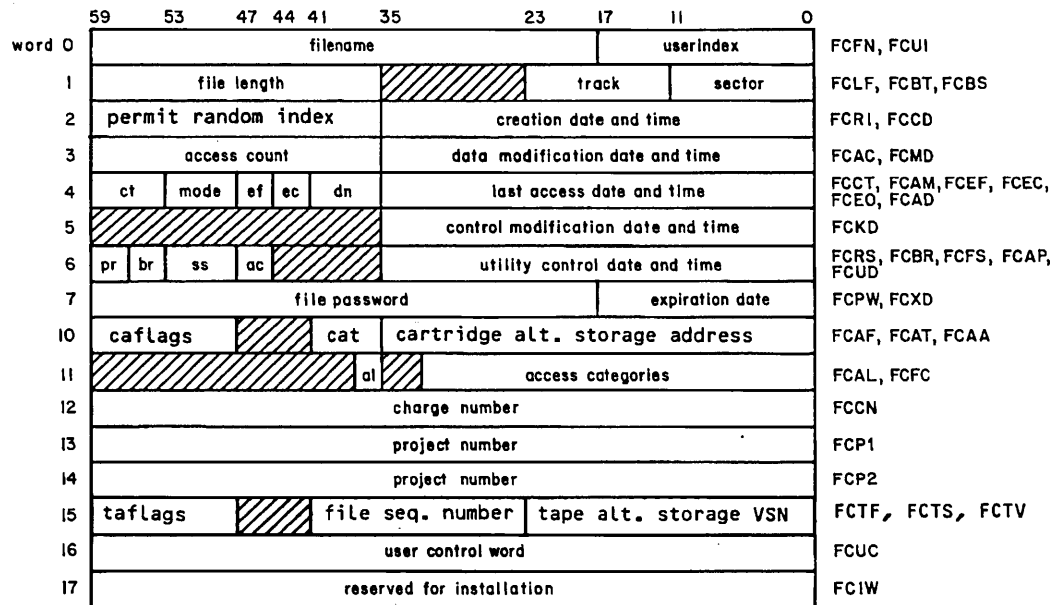 59 53 47 44 41 35 23 17 11 0
word 0 filename userindex FCFN, FCUI
1 file length track sector FCLF, FCBT, FCBS
2 permit random index creation date and time FCRI, FCCD
3 access count data modification date and time FCAC, FCMD
4 ct mode ef ec dn last access date and time FCCT, FCAM, FCEF, FCEC,
FCEO, FCAD
5 control modification date and time FCKD
6 pr br ss ac utility control date and time FCRS, FCBR, FCFS, FCAP,
FCUD
7 file password expiration date FCPW, FCXD
10 caflags cat cartridge alt. storage address FCAF, FCAT, FCAA
11 al access categories FCAL, FCFC
12 charge number FCCN
13 project number FCP1
14 project number FCP2
15 taflags file seq. number tape alt. storage VSN FCTF, FCTS, FCTV
16 user control word FCUC
17 reserved for installation FCIW